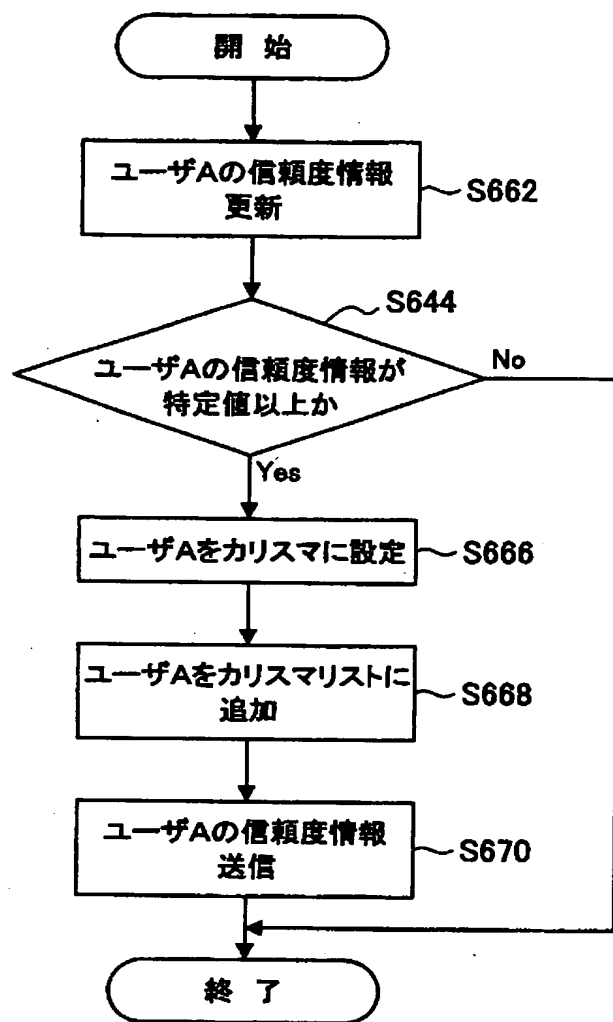 開 始
ユーザAの信頼度情報
更新
S662
S644
ユーザAの信頼度情報が
特定値以上か
No
Yes
ユーザAをカリスマに設定
S666
ユーザAをカリスマリストに
追加
S668
ユーザAの信頼度情報
送信
S670
終 了